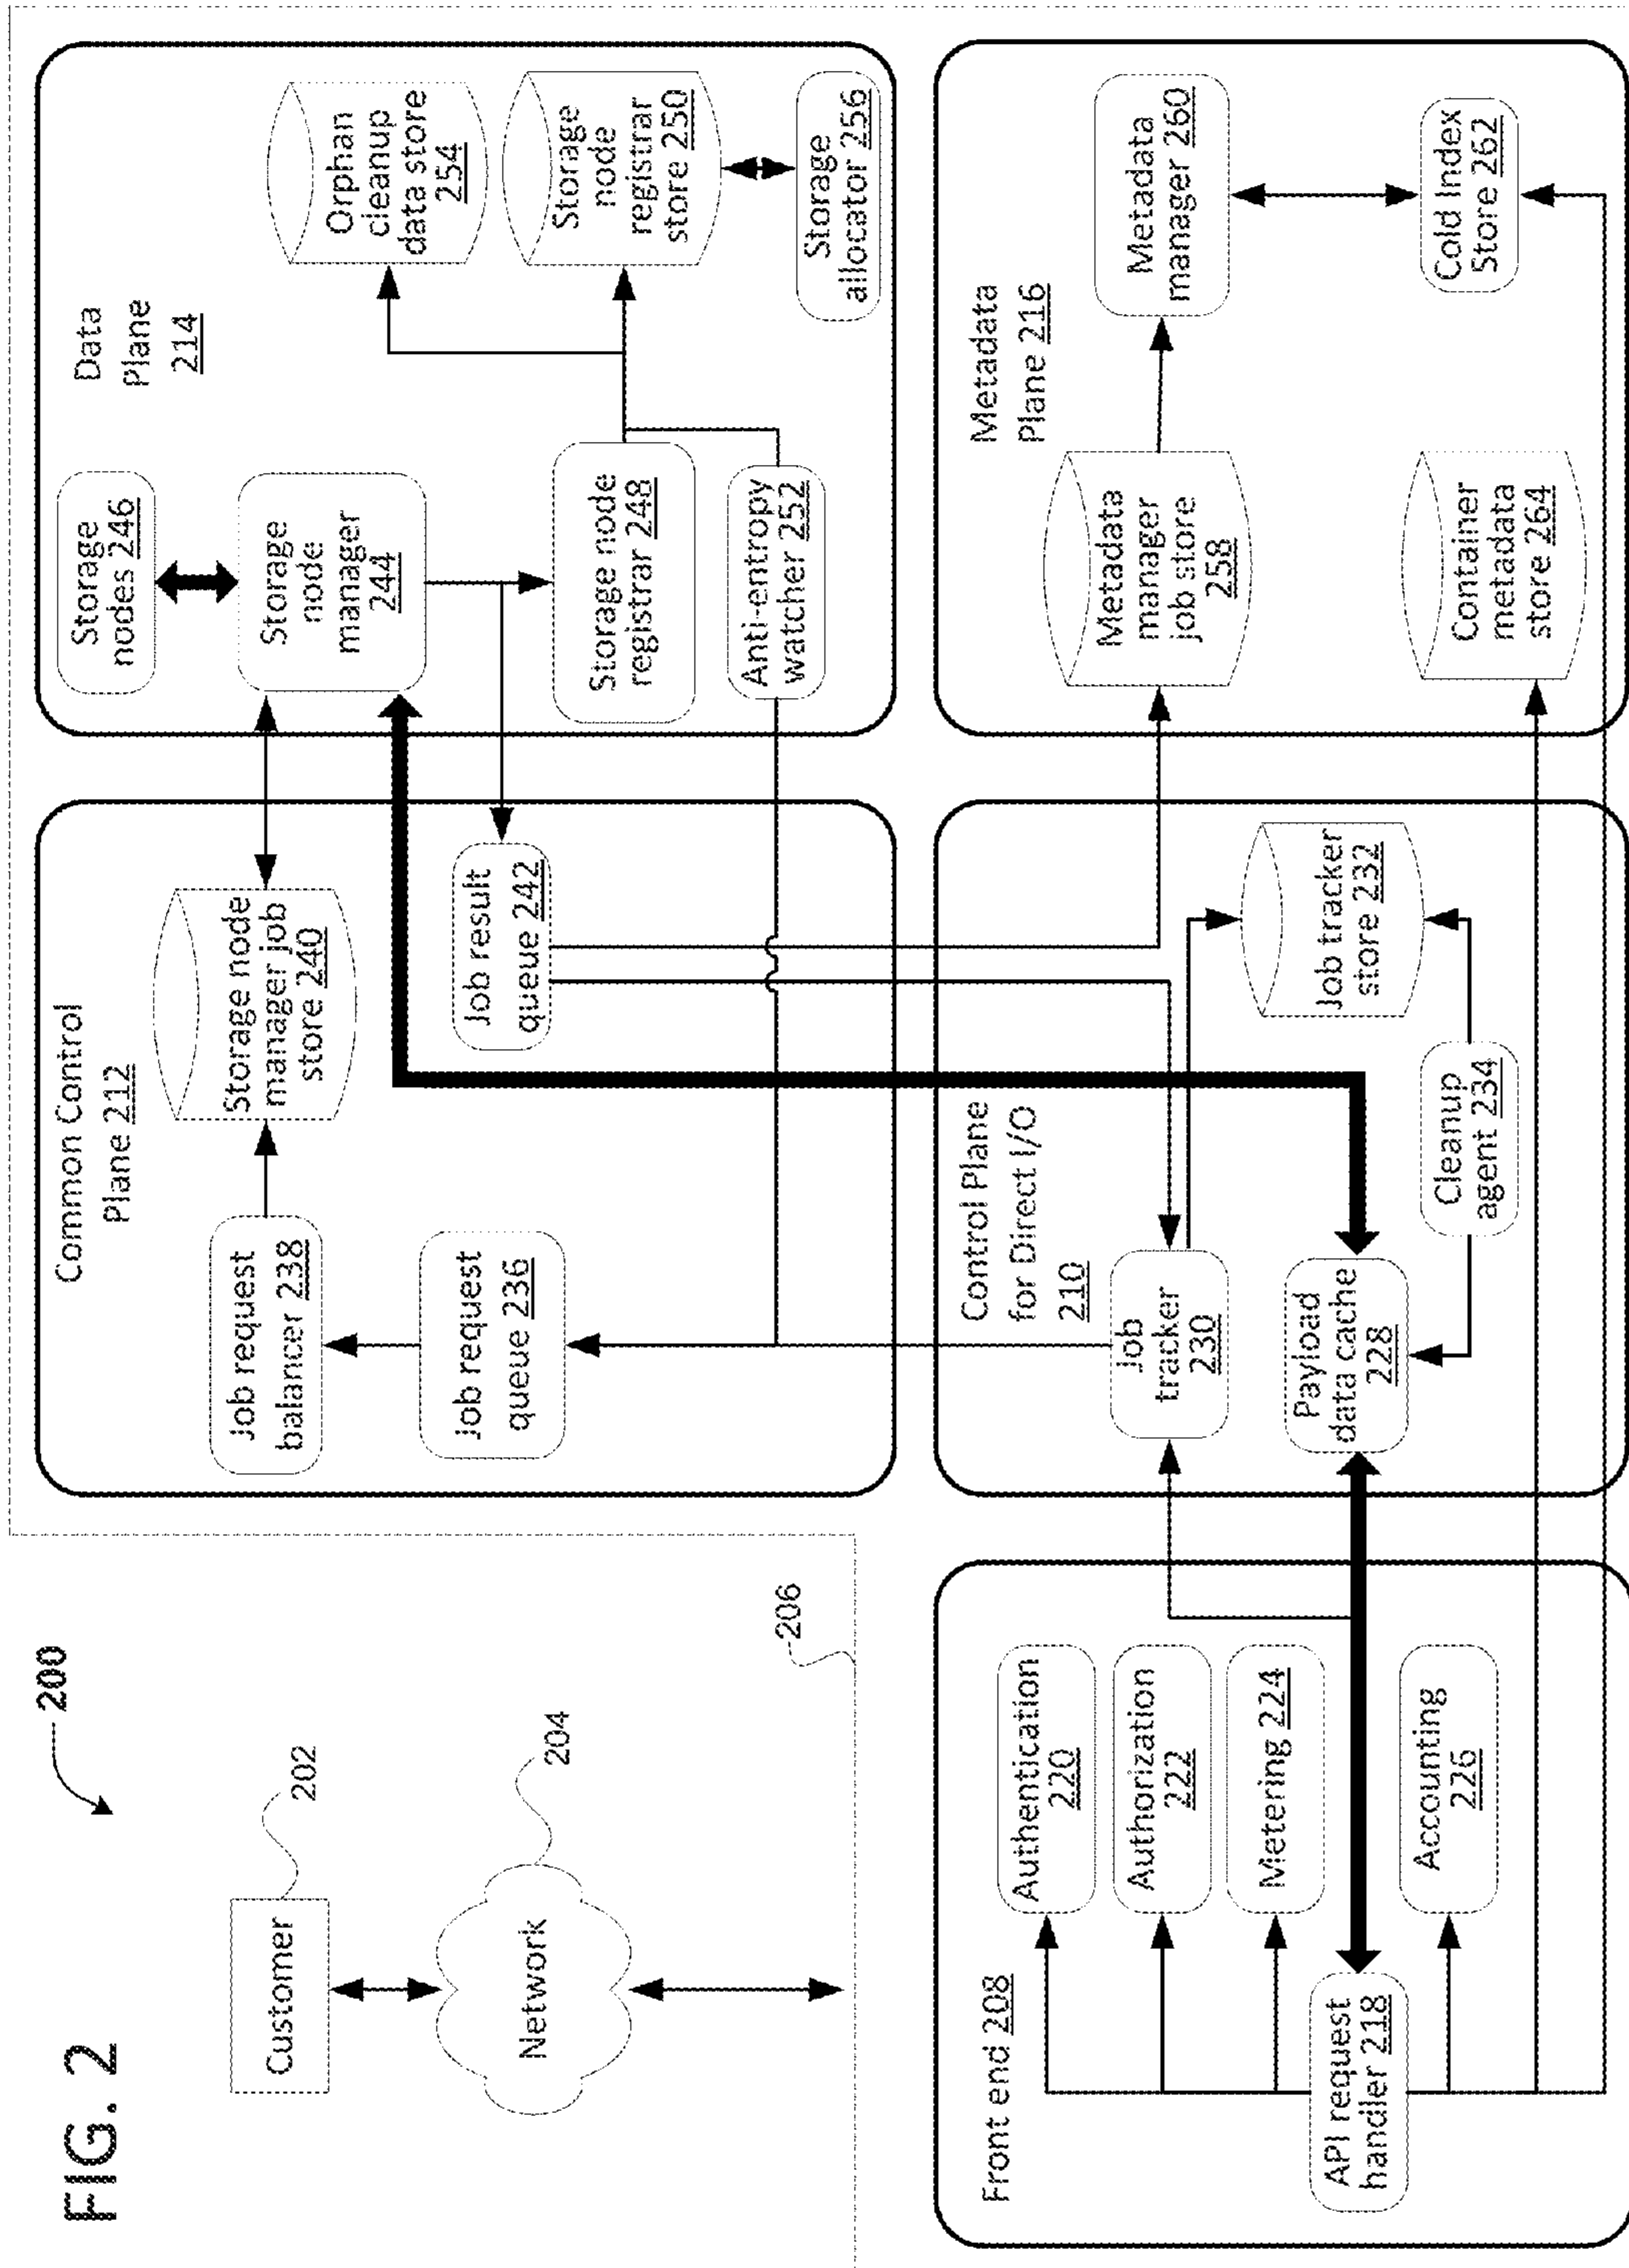 FIG. 2
200
Customer
202
Network
204
206
Common Control
Plane 212
Job request
balancer 238
Storage node
manager job
store 240
Job request
queue 236
Job result
queue 242
Data
Plane
214
Storage
nodes 246
Storage
node
manager
244
Storage node
registrar 248
Anti-entropy
watcher 252
Orphan
cleanup
data store
254
Storage
node
registrar
store 250
Storage
allocator 256
Front end 208
API request
handler 218
Authentication
220
Authorization
222
Metering 224
Accounting
226
Control Plane
for Direct I/O
210
Job
tracker
230
Payload
data cache
228
Job tracker
store 232
Cleanup
agent 234
Metadata
Plane 216
Metadata
manager
job store
258
Metadata
manager 260
Container
metadata
store 264
Cold Index
Store 262